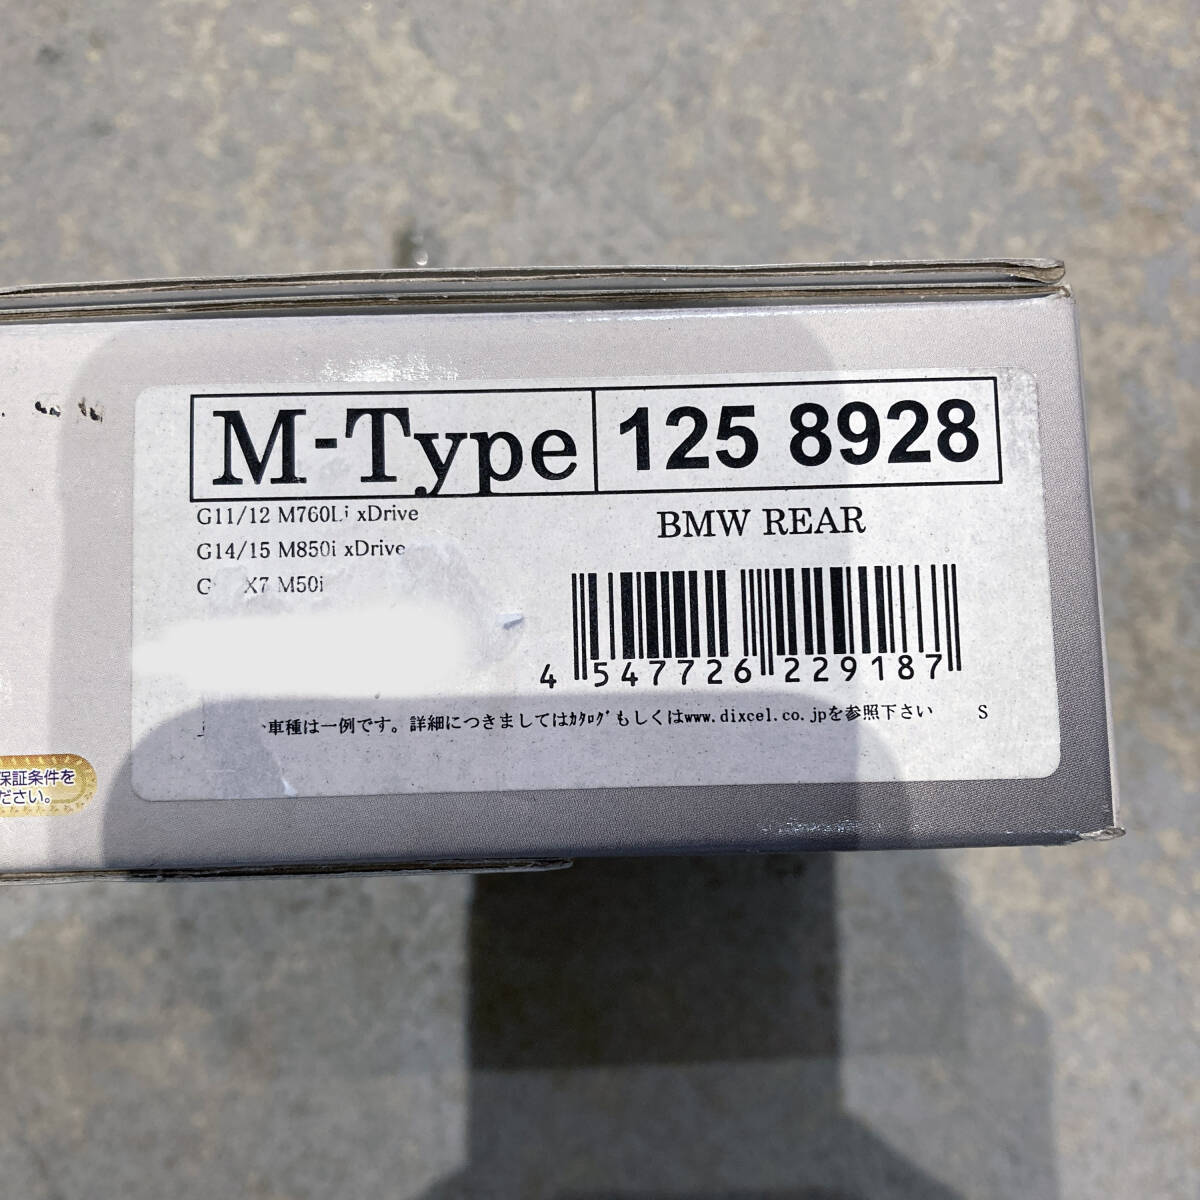 M-Type
125 8928
G11/12 M760Li xDrive
G14/15 M850i xDrive
X7 M50i
BMW REAR
4 547726 229187
車種は一例です。詳細につきましてはｶﾀﾛｸﾞもしくはwww.dixcel.co.jpを参照下さい S
保証条件を
ださい。